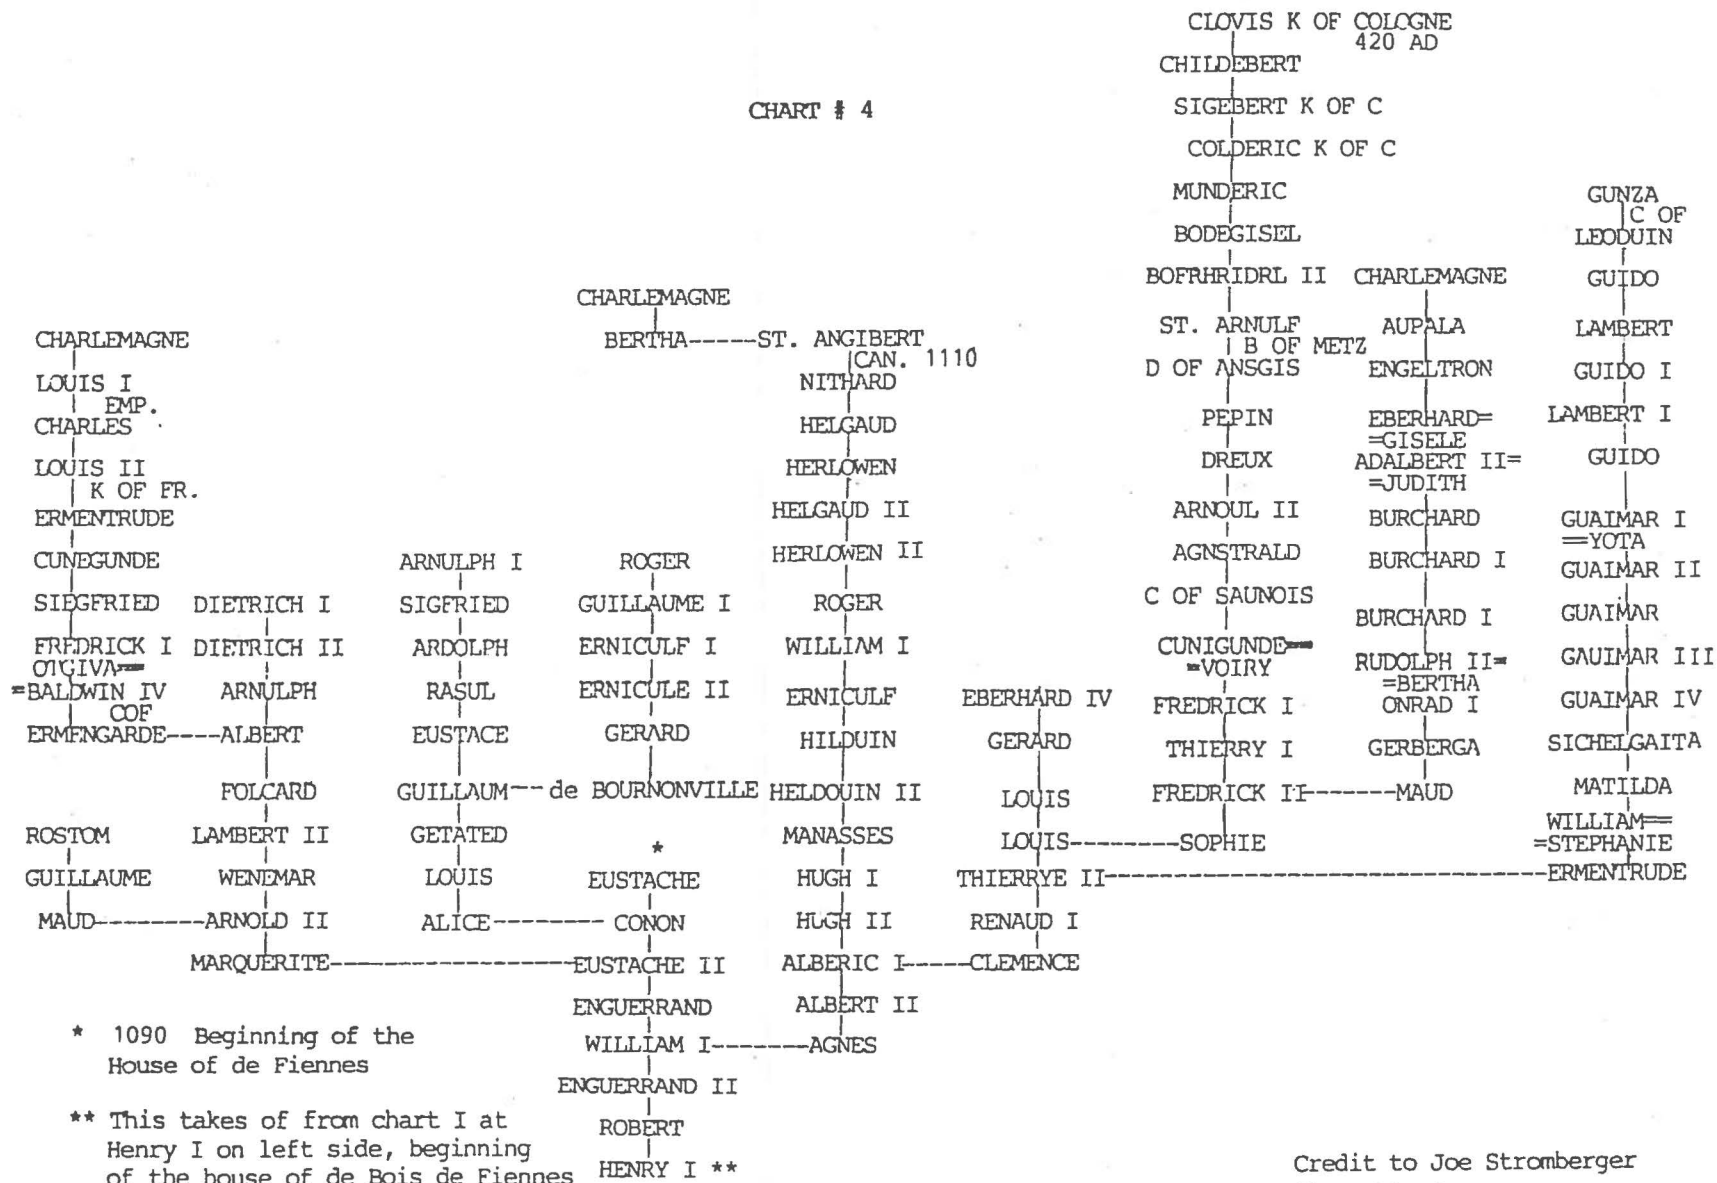 CHART # 4
CLOVIS K OF COLOGNE
420 AD
CHILDEBERT
SIGEBERT K OF C
COLDERIC K OF C
MUNDERIC
BODEGISEL
BOFRHRIDRL II
ST. ARNULF
B OF METZ
D OF ANSGIS
PEPIN
DREUX
ARNOUL II
AGNSTRALD
C OF SAUNOIS
CUNIGUNDE==
=VOIRY
FREDRICK I
THIERRY I
FREDRICK II------MAUD
SOPHIE
CHARLEMAGNE
AUPALA
ENGELTRON
EBERHARD=
=GISELE
ADALBERT II=
=JUDITH
BURCHARD
BURCHARD I
BURCHARD I
RUDOLPH II=
=BERTHA
ONRAD I
GERBERGA
GUNZA
C OF
LEODUIN
GUIDO
LAMBERT
GUIDO I
LAMBERT I
GUIDO
GUAIMAR I
==YOTA
GUAIMAR II
GUAIMAR
GAUIMAR III
GUAIMAR IV
SICHELGAITA
MATILDA
WILLIAM==
=STEPHANIE
ERMENTRUDE
CHARLEMAGNE
LOUIS I
EMP.
CHARLES
LOUIS II
K OF FR.
ERMENTRUDE
CUNEGUNDE
SIEGFRIED
FREDRICK I
OTGIVA==
=BALDWIN IV
COF
ERMENGARDE----ALBERT
ROSTOM
GUILLAUME
MAUD--------ARNOLD II
DIETRICH I
DIETRICH II
ARNULPH
FOLCARD
LAMBERT II
WENEMAR
MARQUERITE------------------EUSTACHE II
ARNULPH I
SIGFRIED
ARDOLPH
RASUL
EUSTACE
GUILLAUM---de BOURNONVILLE
GETATED
LOUIS
ALICE--------CONON
ROGER
GUILLAUME I
ERNICULF I
ERNICULE II
GERARD
*
EUSTACHE
ENGUERRAND
WILLIAM I-------AGNES
ENGUERRAND II
ROBERT
HENRY I **
CHARLEMAGNE
BERTHA-----ST. ANGIBERT
CAN. 1110
NITHARD
HELGAUD
HERLOWEN
HELGAUD II
HERLOWEN II
ROGER
WILLIAM I
ERNICULF
HILDUIN
HELDOUIN II
MANASSES
HUGH I
HUGH II
ALBERIC I-----CLEMENCE
ALBERT II
EBERHARD IV
GERARD
LOUIS
LOUIS--------SOPHIE
THIERRYE II--------------------------------ERMENTRUDE
RENAUD I
* 1090 Beginning of the
House of de Fiennes
** This takes of from chart I at
Henry I on left side, beginning
of the house of de Bois de Fiennes
Credit to Joe Stromberger